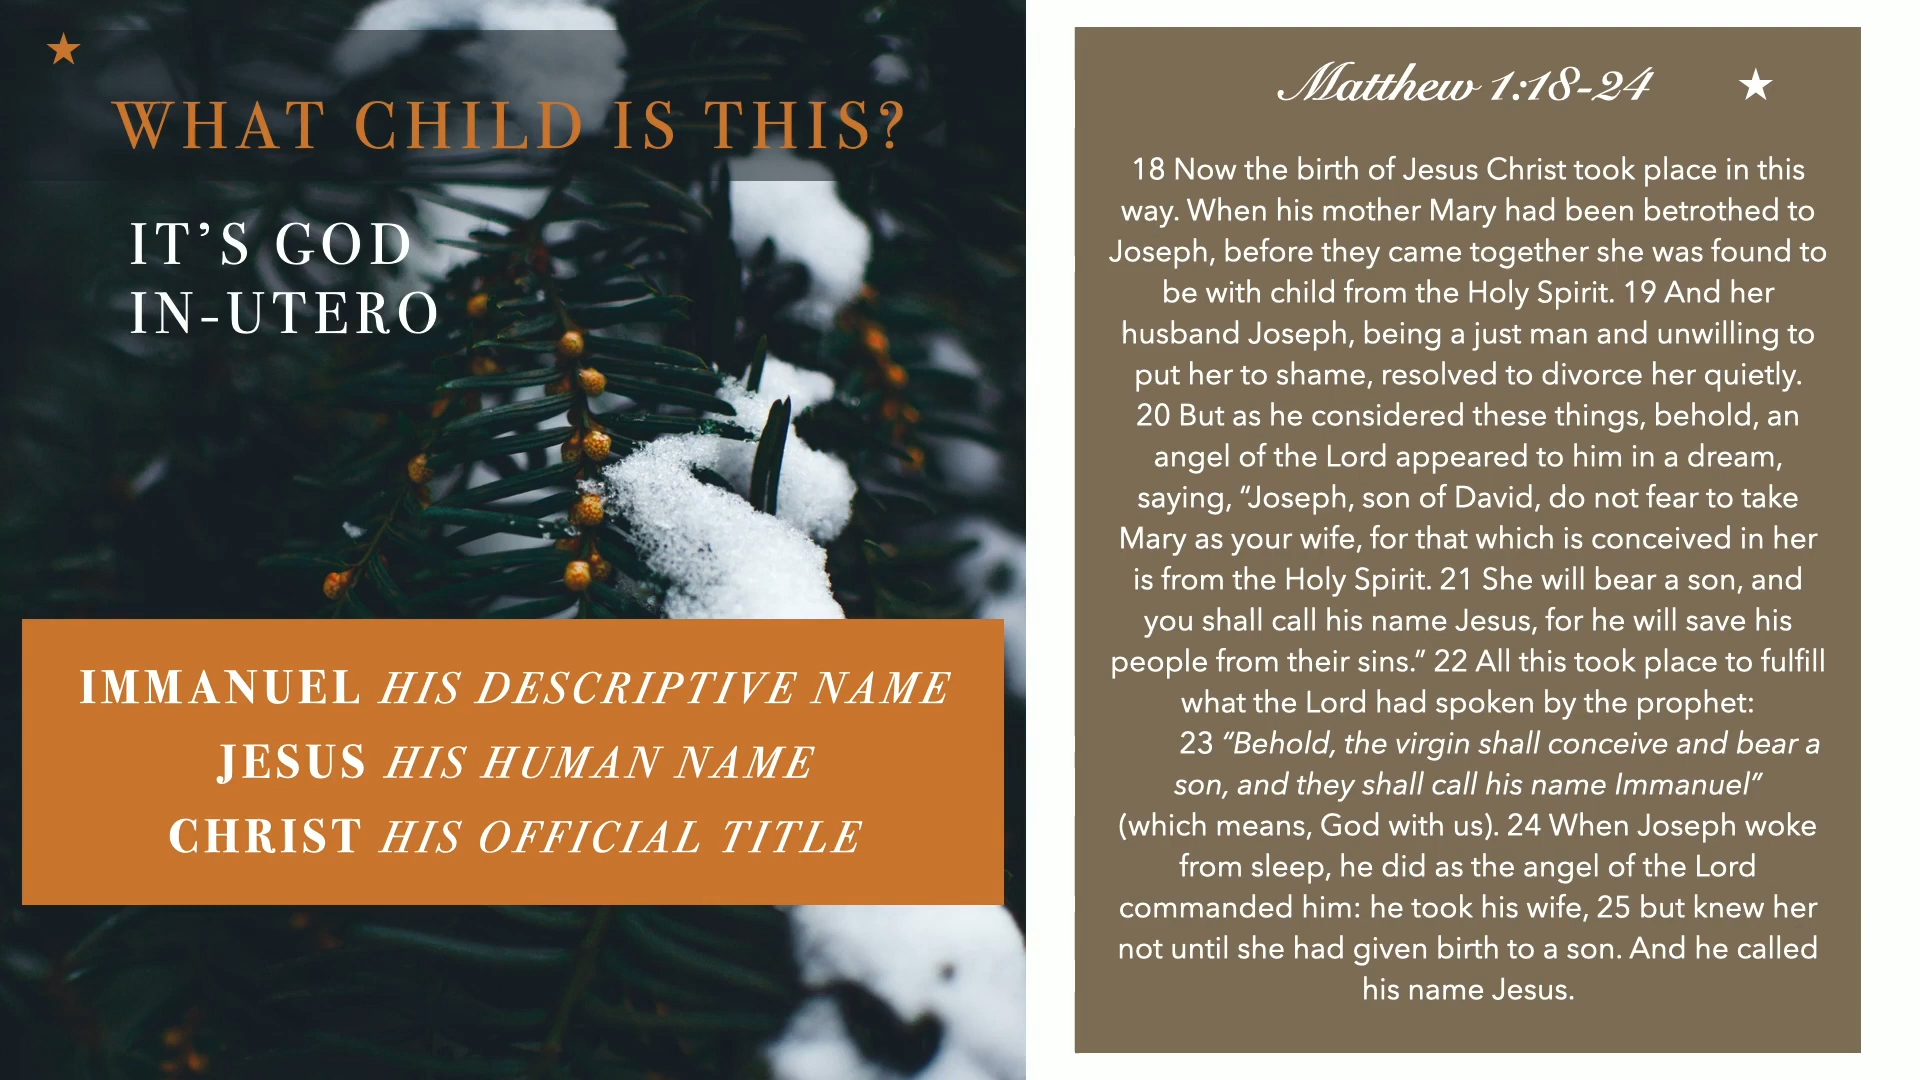 WHAT CHILD IS THIS?
IT’S GOD
IN-UTERO
IMMANUEL HIS DESCRIPTIVE NAME
JESUS HIS HUMAN NAME
CHRIST HIS OFFICIAL TITLE
Matthew 1:18-24
18 Now the birth of Jesus Christ took place in this
way. When his mother Mary had been betrothed to
Joseph, before they came together she was found to
be with child from the Holy Spirit. 19 And her
husband Joseph, being a just man and unwilling to
put her to shame, resolved to divorce her quietly.
20 But as he considered these things, behold, an
angel of the Lord appeared to him in a dream,
saying, “Joseph, son of David, do not fear to take
Mary as your wife, for that which is conceived in her
is from the Holy Spirit. 21 She will bear a son, and
you shall call his name Jesus, for he will save his
people from their sins.” 22 All this took place to fulfill
what the Lord had spoken by the prophet:
23 “Behold, the virgin shall conceive and bear a
son, and they shall call his name Immanuel”
(which means, God with us). 24 When Joseph woke
from sleep, he did as the angel of the Lord
commanded him: he took his wife, 25 but knew her
not until she had given birth to a son. And he called
his name Jesus.